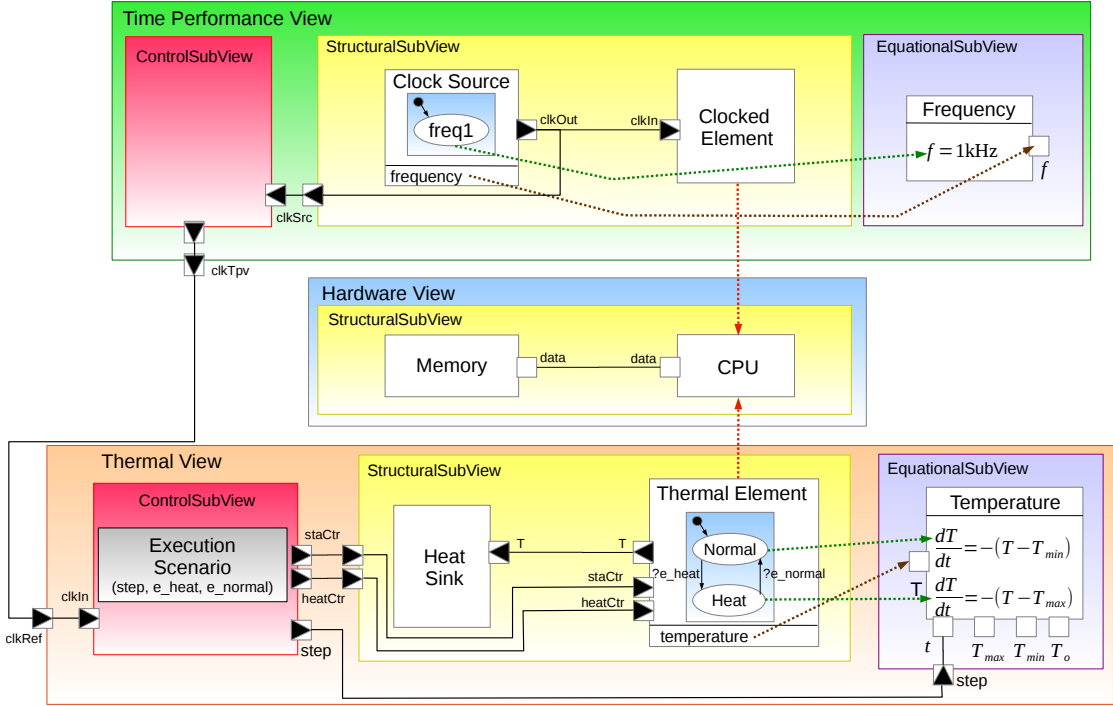 Time Performance View
ControlSubView
StructuralSubView
EquationalSubView
Clock Source
freq1
frequency
clkOut
clkIn
Clocked
Element
Frequency
f = 1kHz
f
clkSrc
clkTpv
Hardware View
StructuralSubView
Memory
data
data
CPU
Thermal View
ControlSubView
StructuralSubView
EquationalSubView
Execution
Scenario
(step, e_heat, e_normal)
staCtr
heatCtr
step
clkIn
clkRef
Heat
Sink
T
T
staCtr
heatCtr
Thermal Element
Normal
?e_heat
?e_normal
Heat
temperature
Temperature
dT/dt = −(T − T_min)
T
dT/dt = −(T − T_max)
t
T_max
T_min
T_o
step